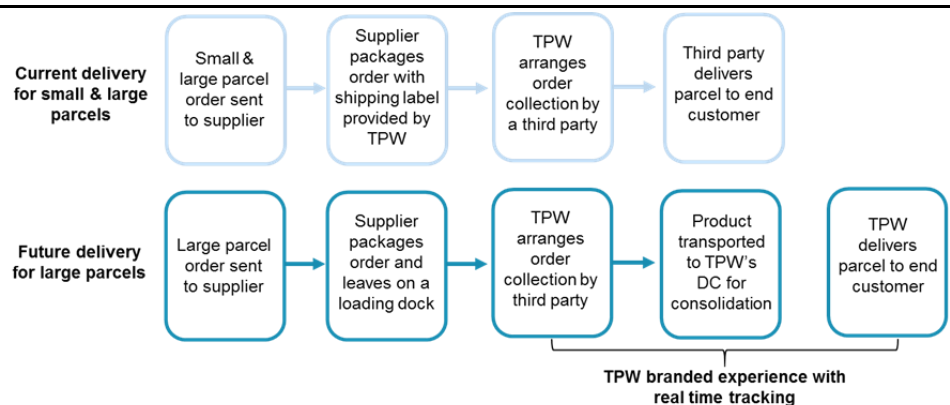 Current delivery
for small & large
parcels
Small &
large parcel
order sent
to supplier
Supplier
packages
order with
shipping label
provided by
TPW
TPW
arranges
order
collection by
a third party
Third party
delivers
parcel to end
customer
Future delivery
for large parcels
Large parcel
order sent
to supplier
Supplier
packages
order and
leaves on a
loading dock
TPW
arranges
order
collection by
third party
Product
transported
to TPW's
DC for
consolidation
TPW
delivers
parcel to end
customer
TPW branded experience with
real time tracking